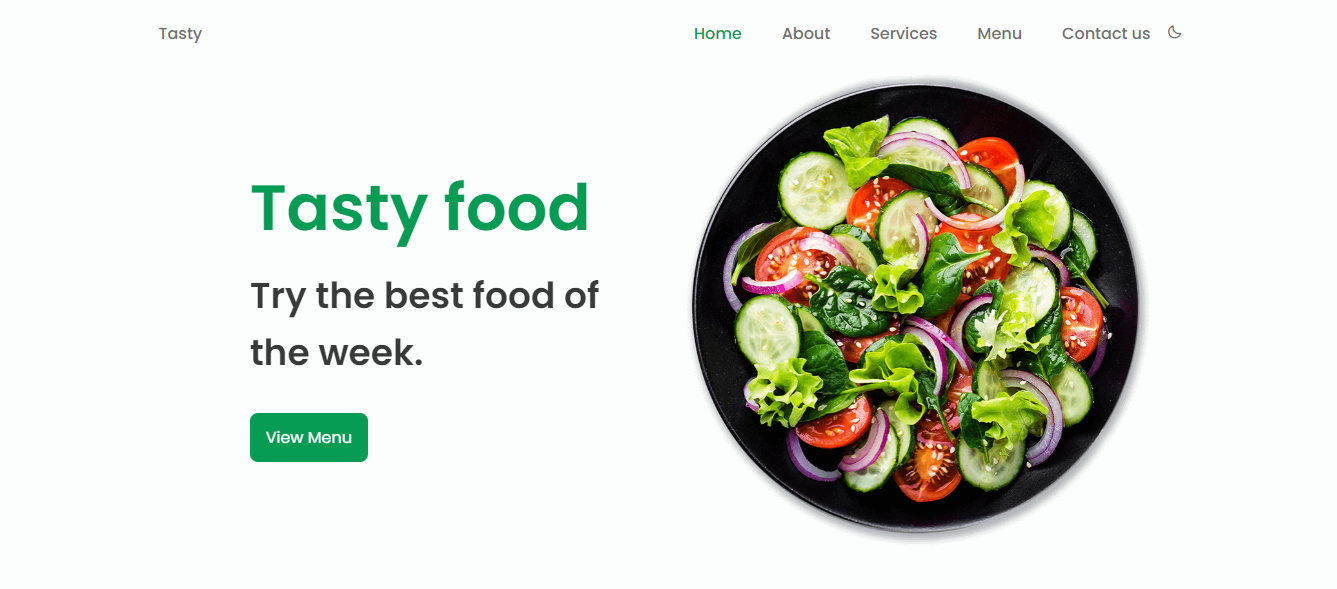 Tasty
Home About Services Menu Contact us
Tasty food
Try the best food of
the week.
View Menu